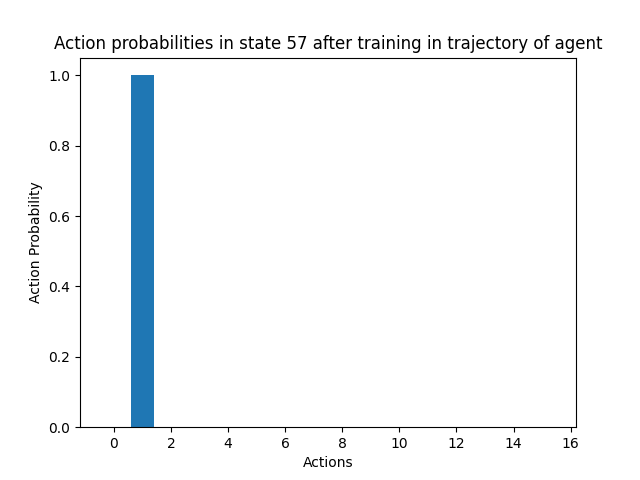 Action probabilities in state 57 after training in trajectory of agent
1.0
0.8
0.6
0.4
0.2
0.0
Action Probability
0 2 4 6 8 10 12 14 16
Actions